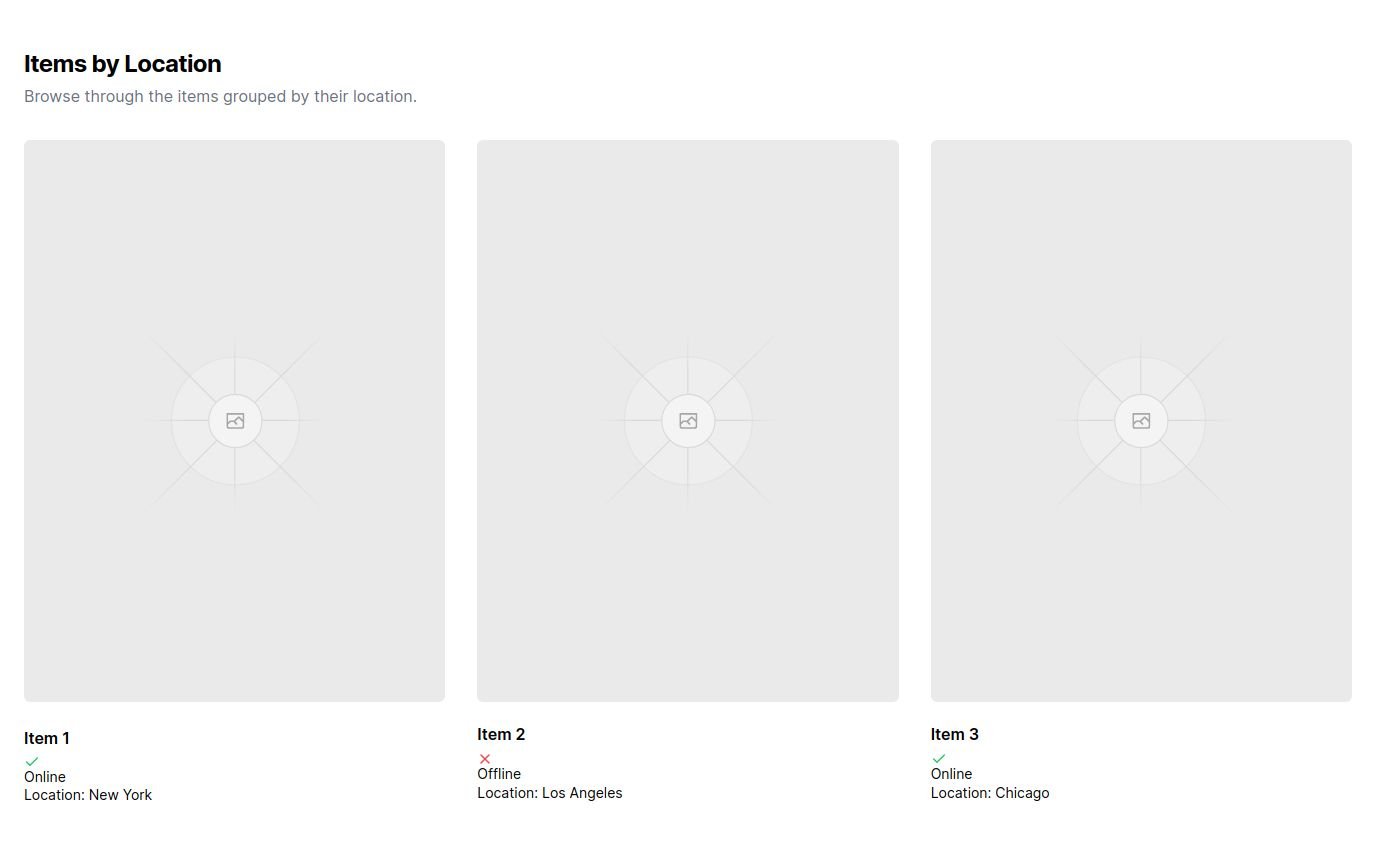 Items by Location
Browse through the items grouped by their location.
Item 1
Online
Location: New York
Item 2
Offline
Location: Los Angeles
Item 3
Online
Location: Chicago